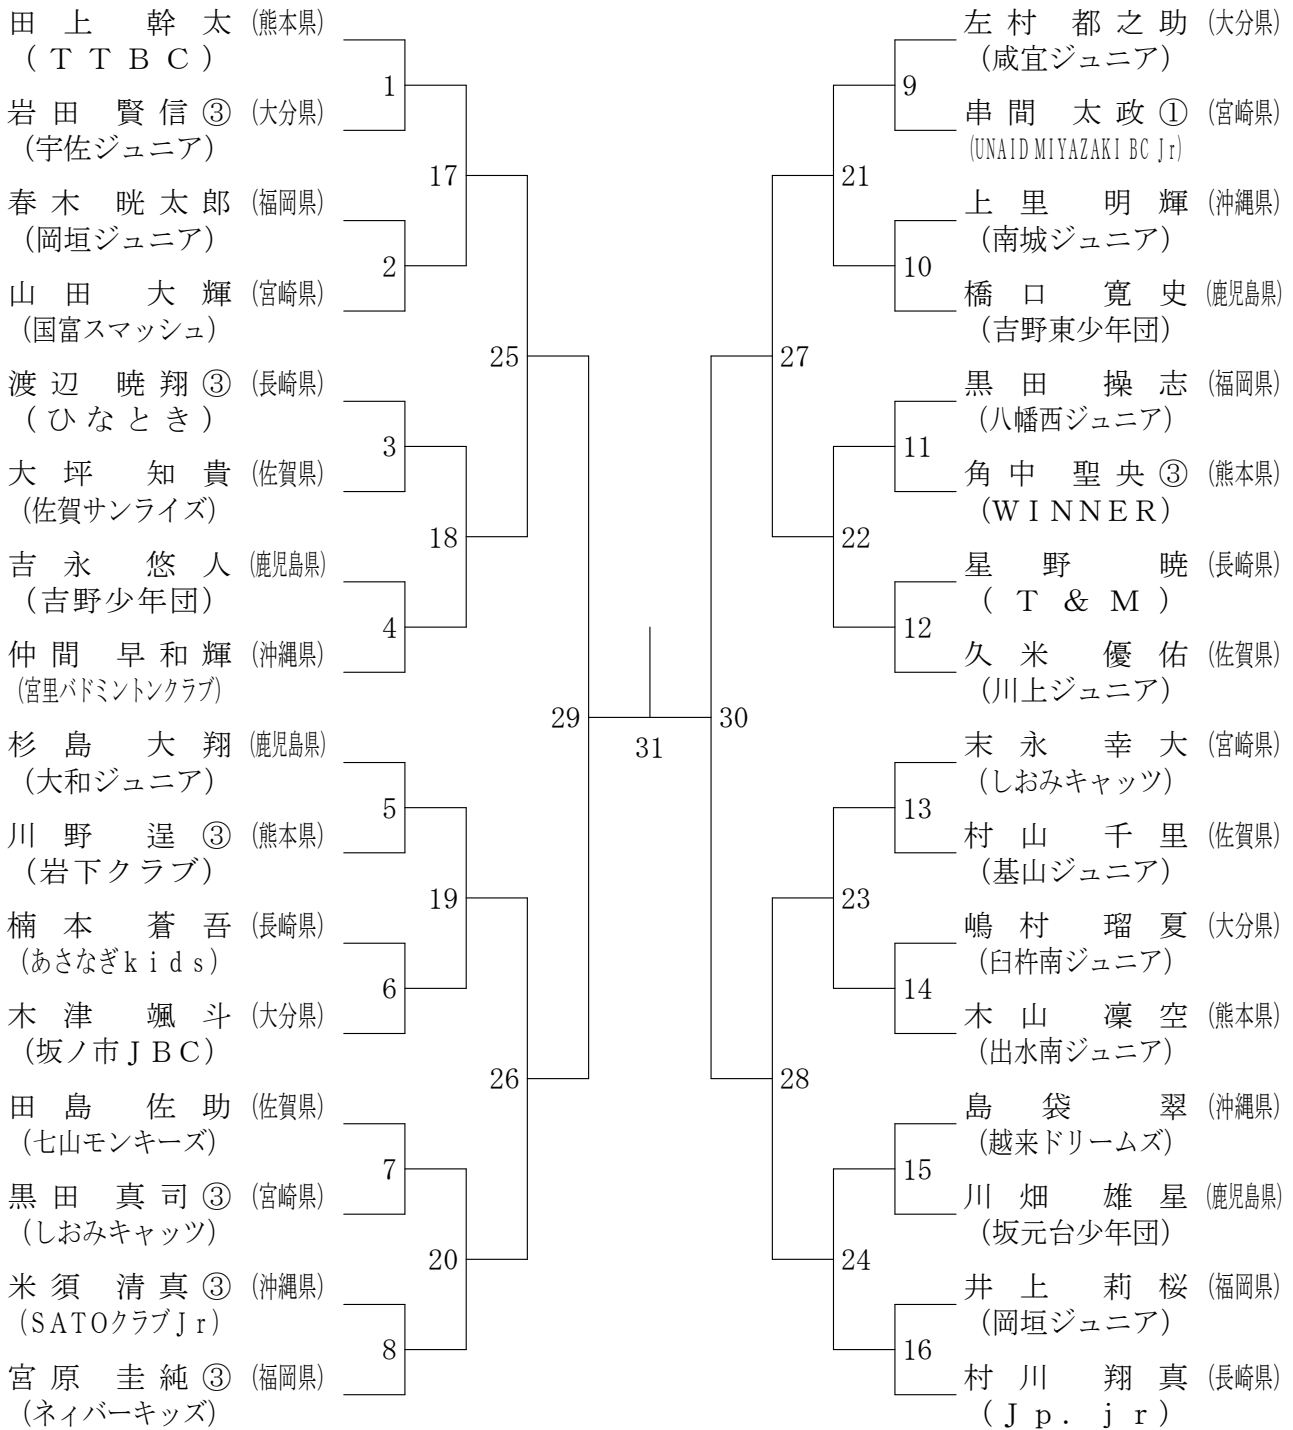 田上 幹太 (熊本県)
(TTBC)
1
岩田 賢信③ (大分県)
(宇佐ジュニア)
17
春木 晄太郎 (福岡県)
(岡垣ジュニア)
2
山田 大輝 (宮崎県)
(国富スマッシュ)
25
渡辺 暁翔③ (長崎県)
(ひなとき)
3
大坪 知貴 (佐賀県)
(佐賀サンライズ)
18
吉永 悠人 (鹿児島県)
(吉野少年団)
4
仲間 早和輝 (沖縄県)
(宮里バドミントンクラブ)
29
杉島 大翔 (鹿児島県)
(大和ジュニア)
5
川野 逞③ (熊本県)
(岩下クラブ)
19
楠本 蒼吾 (長崎県)
(あさなぎkids)
6
木津 颯斗 (大分県)
(坂ノ市JBC)
26
田島 佐助 (佐賀県)
(七山モンキーズ)
7
黒田 真司③ (宮崎県)
(しおみキャッツ)
20
米須 清真③ (沖縄県)
(SATOクラブJr)
8
宮原 圭純③ (福岡県)
(ネィバーキッズ)
31
左村 都之助 (大分県)
(咸宜ジュニア)
9
串間 太政① (宮崎県)
(UNAID MIYAZAKI BC Jr)
21
上里 明輝 (沖縄県)
(南城ジュニア)
10
橋口 寛史 (鹿児島県)
(吉野東少年団)
27
黒田 操志 (福岡県)
(八幡西ジュニア)
11
角中 聖央③ (熊本県)
(WINNER)
22
星野 暁 (長崎県)
(T&M)
12
久米 優佑 (佐賀県)
(川上ジュニア)
30
末永 幸大 (宮崎県)
(しおみキャッツ)
13
村山 千里 (佐賀県)
(基山ジュニア)
23
嶋村 瑠夏 (大分県)
(臼杵南ジュニア)
14
木山 凜空 (熊本県)
(出水南ジュニア)
28
島袋 翠 (沖縄県)
(越来ドリームズ)
15
川畑 雄星 (鹿児島県)
(坂元台少年団)
24
井上 莉桜 (福岡県)
(岡垣ジュニア)
16
村川 翔真 (長崎県)
(Jp.jr)